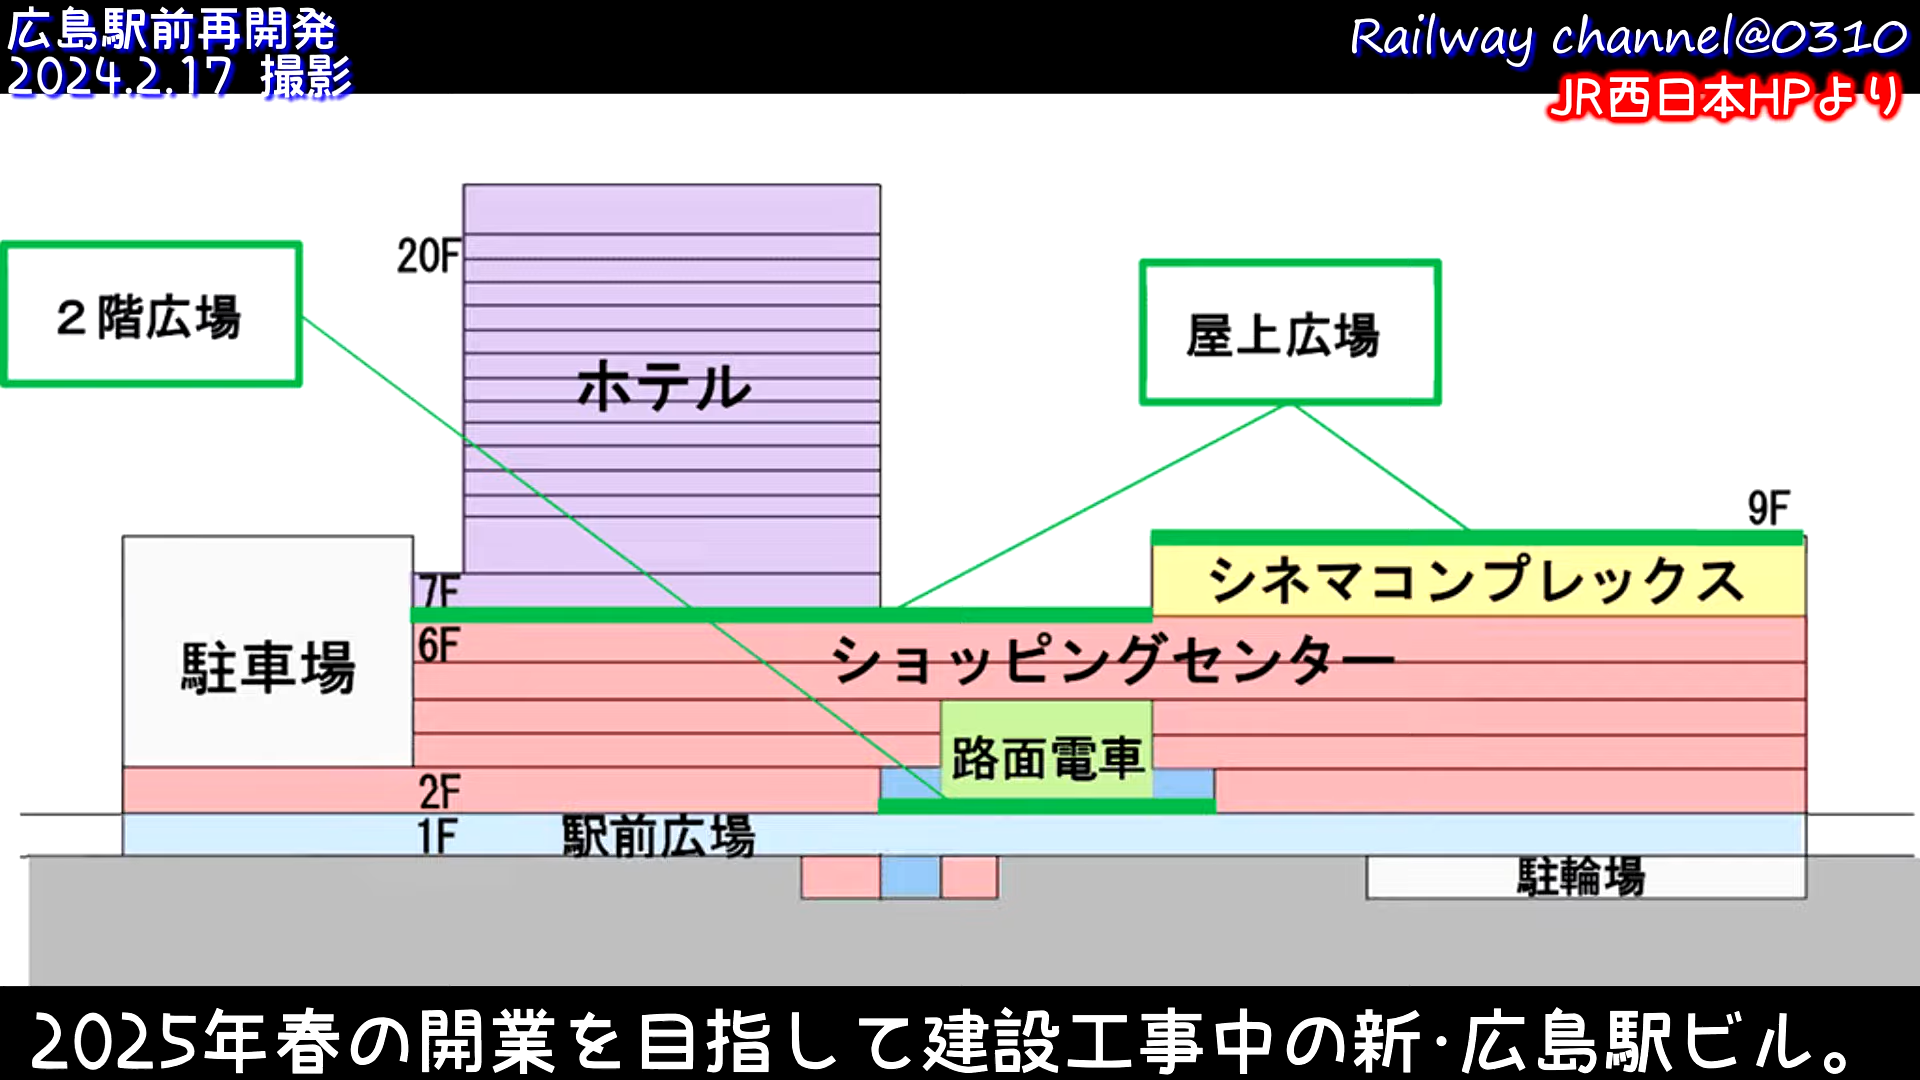 広島駅前再開発
2024.2.17 撮影
Railway channel@0310
JR西日本HPより
20F
２階広場
屋上広場
ホテル
9F
シネマコンプレックス
7F
6F
ショッピングセンター
駐車場
路面電車
2F
1F
駅前広場
駐輪場
2025年春の開業を目指して建設工事中の新・広島駅ビル。